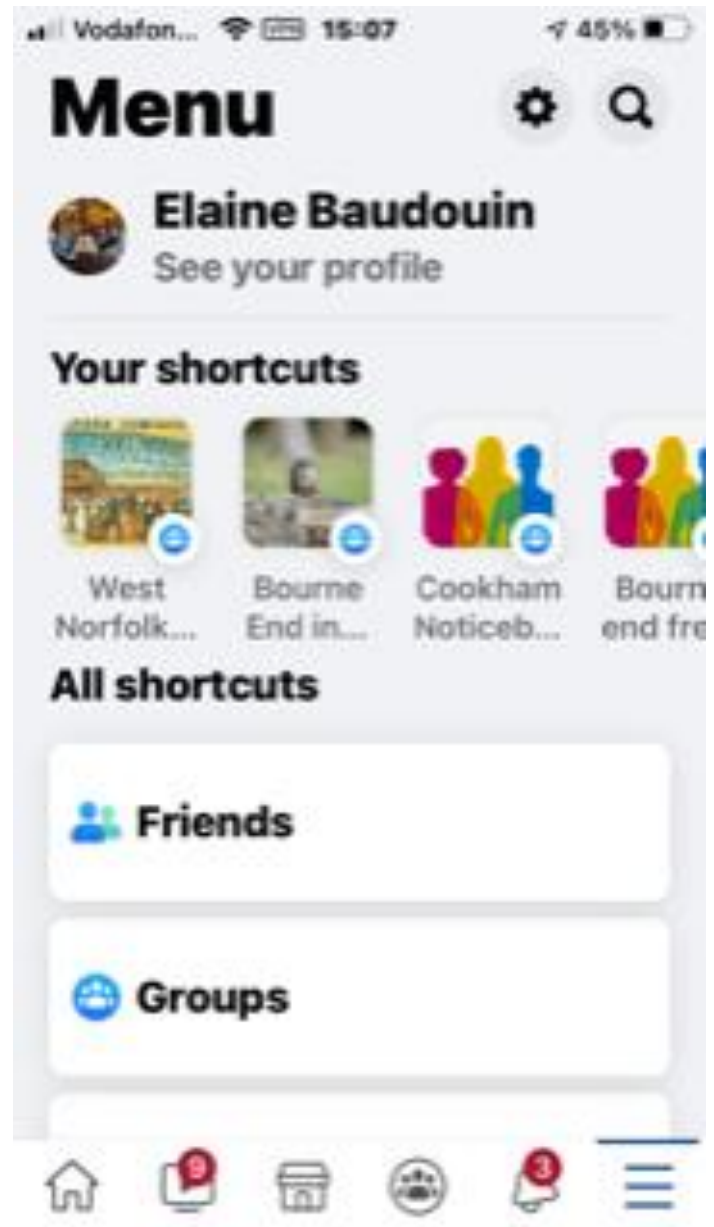 Vodafon... VPN 15:07 45%
Menu
Elaine Baudouin
See your profile
Your shortcuts
West
Norfolk...
Bourne
End in...
Cookham
Noticeb...
Bourn
end fre
All shortcuts
Friends
Groups
9
3